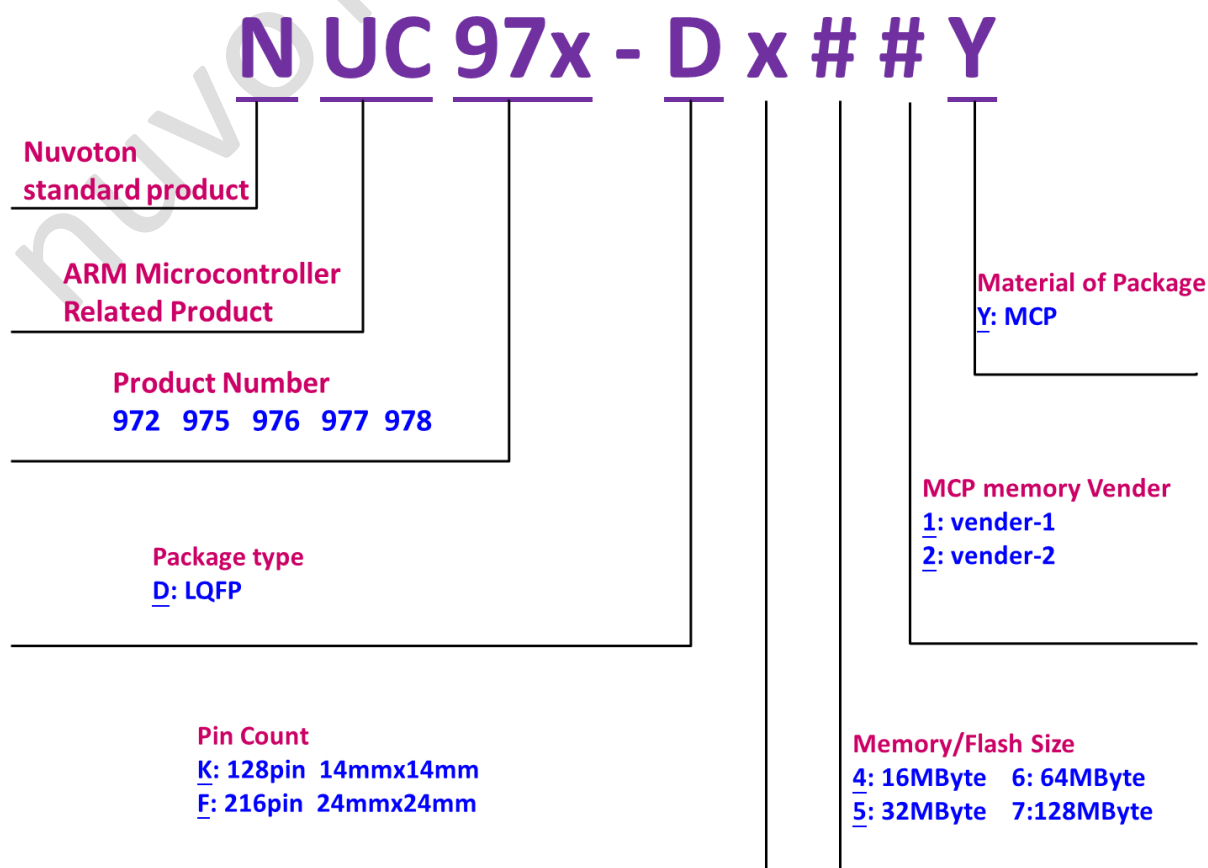 NUC97x - Dx##Y
Nuvoton
standard product
ARM Microcontroller
Related Product
Product Number
972 975 976 977 978
Package type
D: LQFP
Pin Count
K: 128pin 14mmx14mm
F: 216pin 24mmx24mm
Material of Package
Y: MCP
MCP memory Vender
1: vender-1
2: vender-2
Memory/Flash Size
4: 16MByte 6: 64MByte
5: 32MByte 7:128MByte